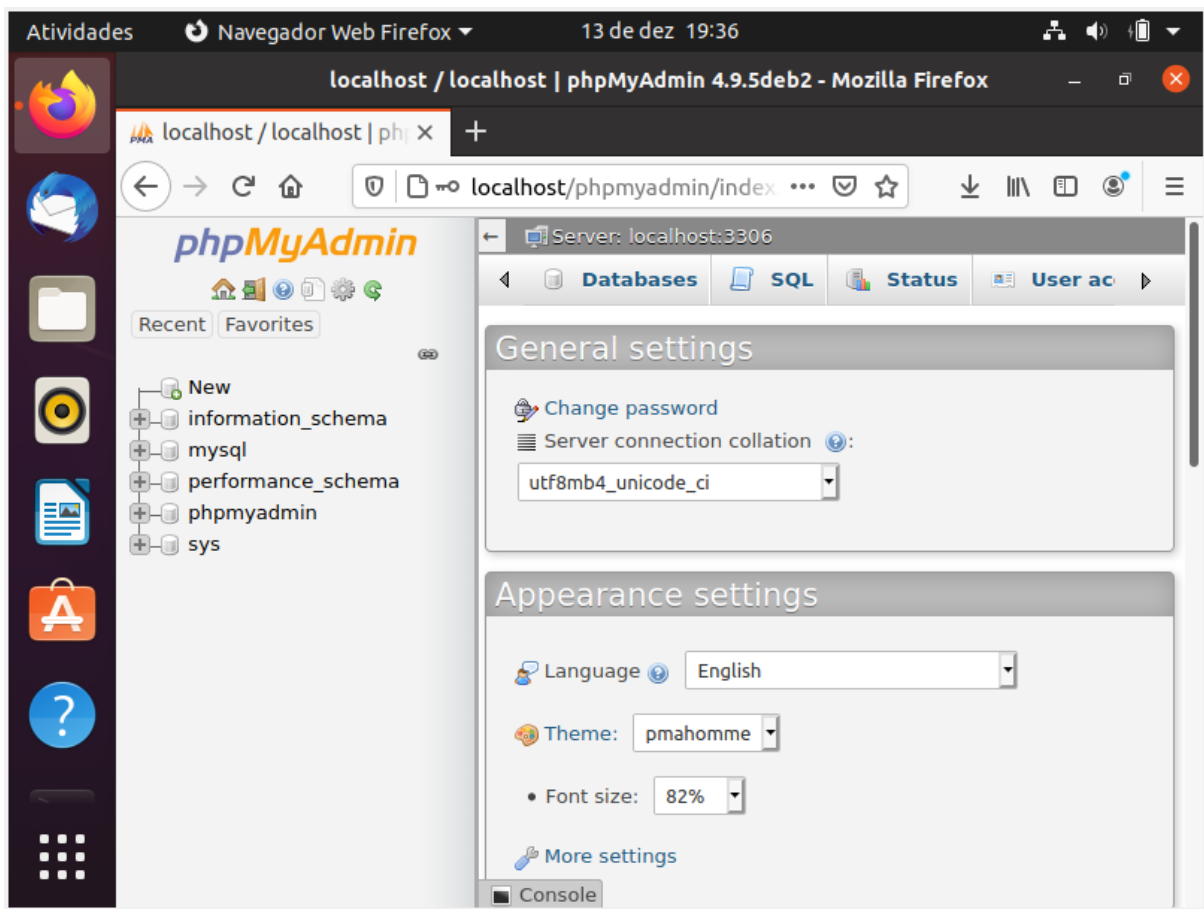 Atividades Navegador Web Firefox 13 de dez 19:36
localhost / localhost | phpMyAdmin 4.9.5deb2 - Mozilla Firefox
PMA localhost / localhost | ph
localhost/phpmyadmin/index
phpMyAdmin
Recent Favorites
New
information_schema
mysql
performance_schema
phpmyadmin
sys
Server: localhost:3306
Databases SQL Status User ac
General settings
Change password
Server connection collation :
utf8mb4_unicode_ci
Appearance settings
Language English
Theme: pmahomme
• Font size: 82%
More settings
Console